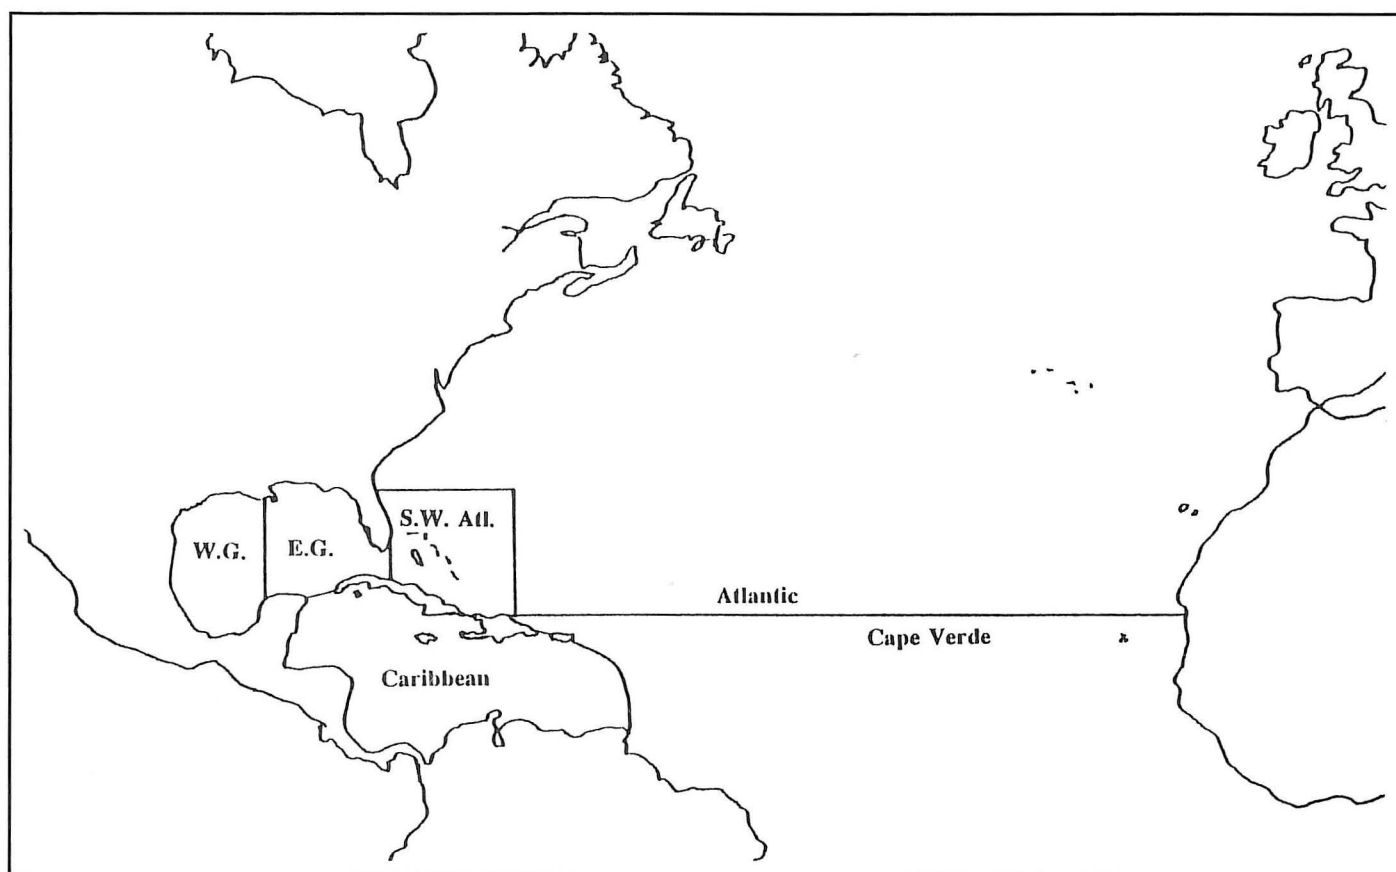 S.W. Atl.
W.G.
E.G.
Atlantic
Cape Verde
Caribbean